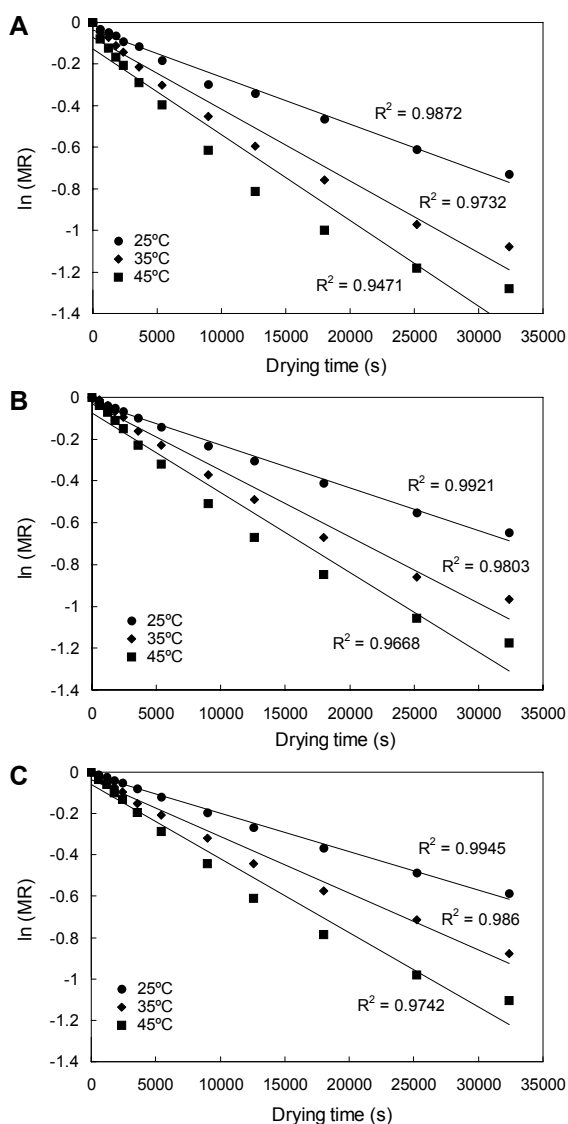 A
0
-0.2
-0.4
-0.6
-0.8
-1
-1.2
-1.4
ln (MR)
R² = 0.9872
R² = 0.9732
R² = 0.9471
25ºC
35ºC
45ºC
0 5000 10000 15000 20000 25000 30000 35000
Drying time (s)
B
0
-0.2
-0.4
-0.6
-0.8
-1
-1.2
-1.4
ln (MR)
R² = 0.9921
R² = 0.9803
R² = 0.9668
25ºC
35ºC
45ºC
0 5000 10000 15000 20000 25000 30000 35000
Drying time (s)
C
0
-0.2
-0.4
-0.6
-0.8
-1
-1.2
-1.4
ln (MR)
R² = 0.9945
R² = 0.986
R² = 0.9742
25ºC
35ºC
45ºC
0 5000 10000 15000 20000 25000 30000 35000
Drying time (s)